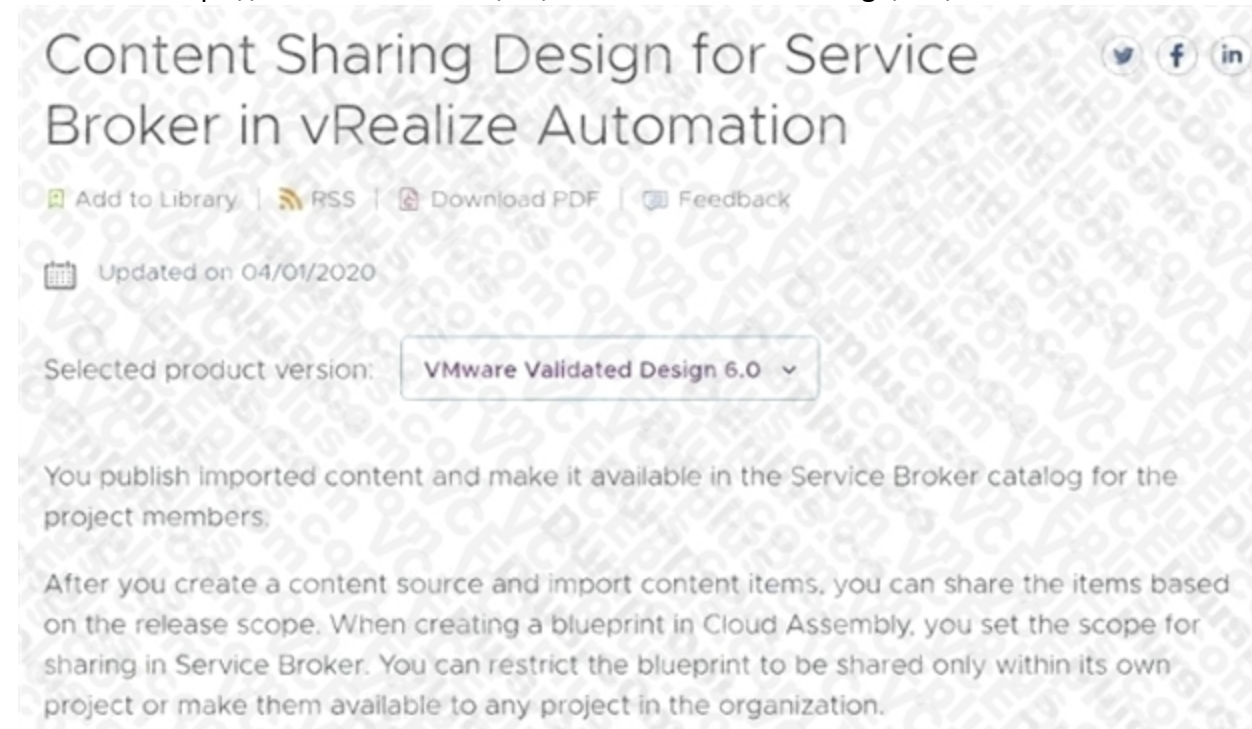 Content Sharing Design for Service
Broker in vRealize Automation
Add to Library | RSS | Download PDF | Feedback
Updated on 04/01/2020
Selected product version: VMware Validated Design 6.0
You publish imported content and make it available in the Service Broker catalog for the
project members.
After you create a content source and import content items, you can share the items based
on the release scope. When creating a blueprint in Cloud Assembly, you set the scope for
sharing in Service Broker. You can restrict the blueprint to be shared only within its own
project or make them available to any project in the organization.